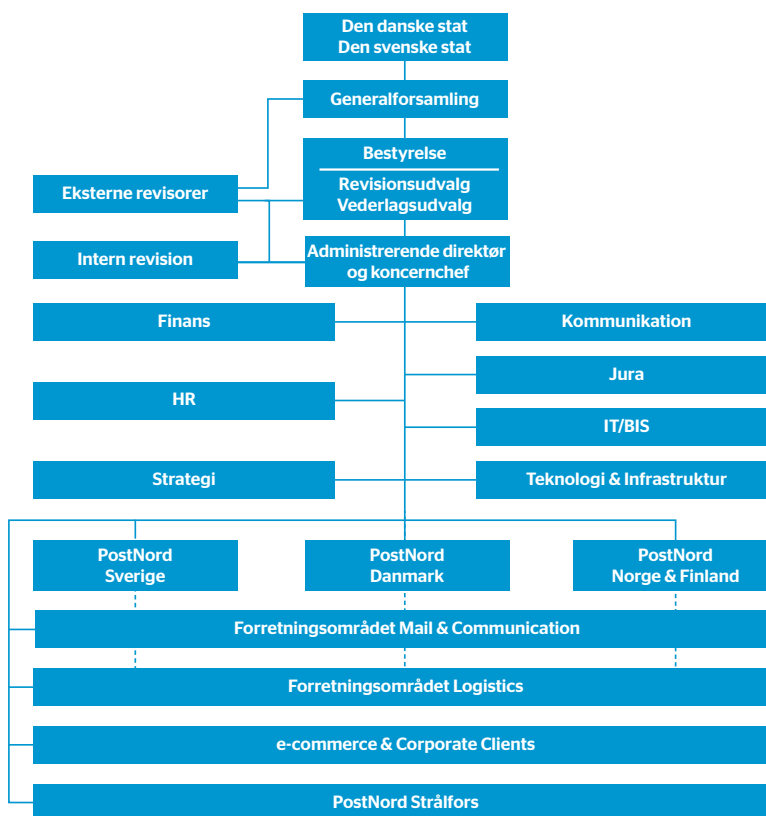 Den danske stat
Den svenske stat
Generalforsamling
Bestyrelse
Revisionsudvalg
Vederlagsudvalg
Eksterne revisorer
Intern revision
Administrerende direktør
og koncernchef
Finans
Kommunikation
Jura
HR
IT/BIS
Strategi
Teknologi & Infrastruktur
PostNord
Sverige
PostNord
Danmark
PostNord
Norge & Finland
Forretningsområdet Mail & Communication
Forretningsområdet Logistics
e-commerce & Corporate Clients
PostNord Strålfors